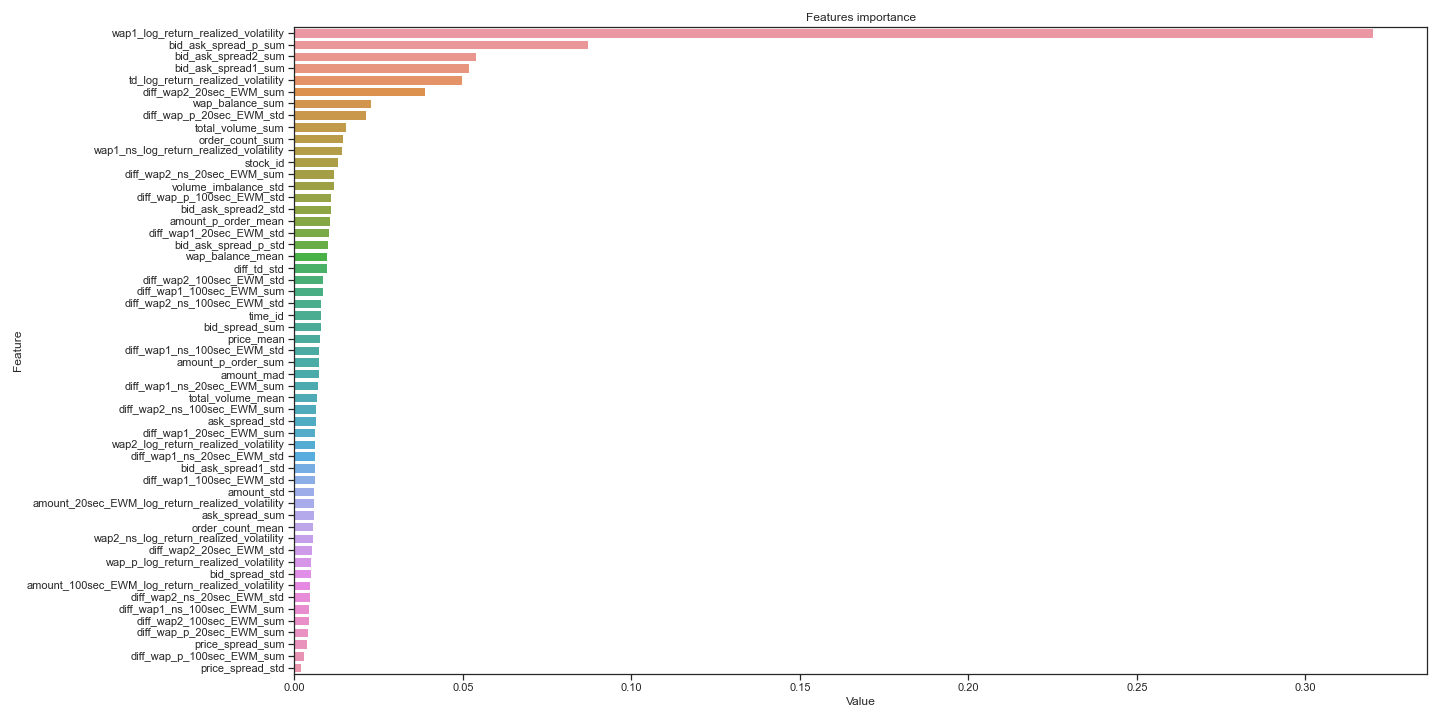 Features importance
wap1_log_return_realized_volatility
bid_ask_spread_p_sum
bid_ask_spread2_sum
bid_ask_spread1_sum
td_log_return_realized_volatility
diff_wap2_20sec_EWM_sum
wap_balance_sum
diff_wap_p_20sec_EWM_std
total_volume_sum
order_count_sum
wap1_ns_log_return_realized_volatility
stock_id
diff_wap2_ns_20sec_EWM_sum
volume_imbalance_std
diff_wap_p_100sec_EWM_std
bid_ask_spread2_std
amount_p_order_mean
diff_wap1_20sec_EWM_std
bid_ask_spread_p_std
wap_balance_mean
diff_td_std
diff_wap2_100sec_EWM_std
diff_wap1_100sec_EWM_sum
diff_wap2_ns_100sec_EWM_std
time_id
bid_spread_sum
price_mean
diff_wap1_ns_100sec_EWM_std
amount_p_order_sum
amount_mad
diff_wap1_ns_20sec_EWM_sum
total_volume_mean
diff_wap2_ns_100sec_EWM_sum
ask_spread_std
diff_wap1_20sec_EWM_sum
wap2_log_return_realized_volatility
diff_wap1_ns_20sec_EWM_std
bid_ask_spread1_std
diff_wap1_100sec_EWM_std
amount_std
amount_20sec_EWM_log_return_realized_volatility
ask_spread_sum
order_count_mean
wap2_ns_log_return_realized_volatility
diff_wap2_20sec_EWM_std
wap_p_log_return_realized_volatility
bid_spread_std
amount_100sec_EWM_log_return_realized_volatility
diff_wap2_ns_20sec_EWM_std
diff_wap1_ns_100sec_EWM_sum
diff_wap2_100sec_EWM_sum
diff_wap_p_20sec_EWM_sum
price_spread_sum
diff_wap_p_100sec_EWM_sum
price_spread_std
Feature
0.00 0.05 0.10 0.15 0.20 0.25 0.30
Value